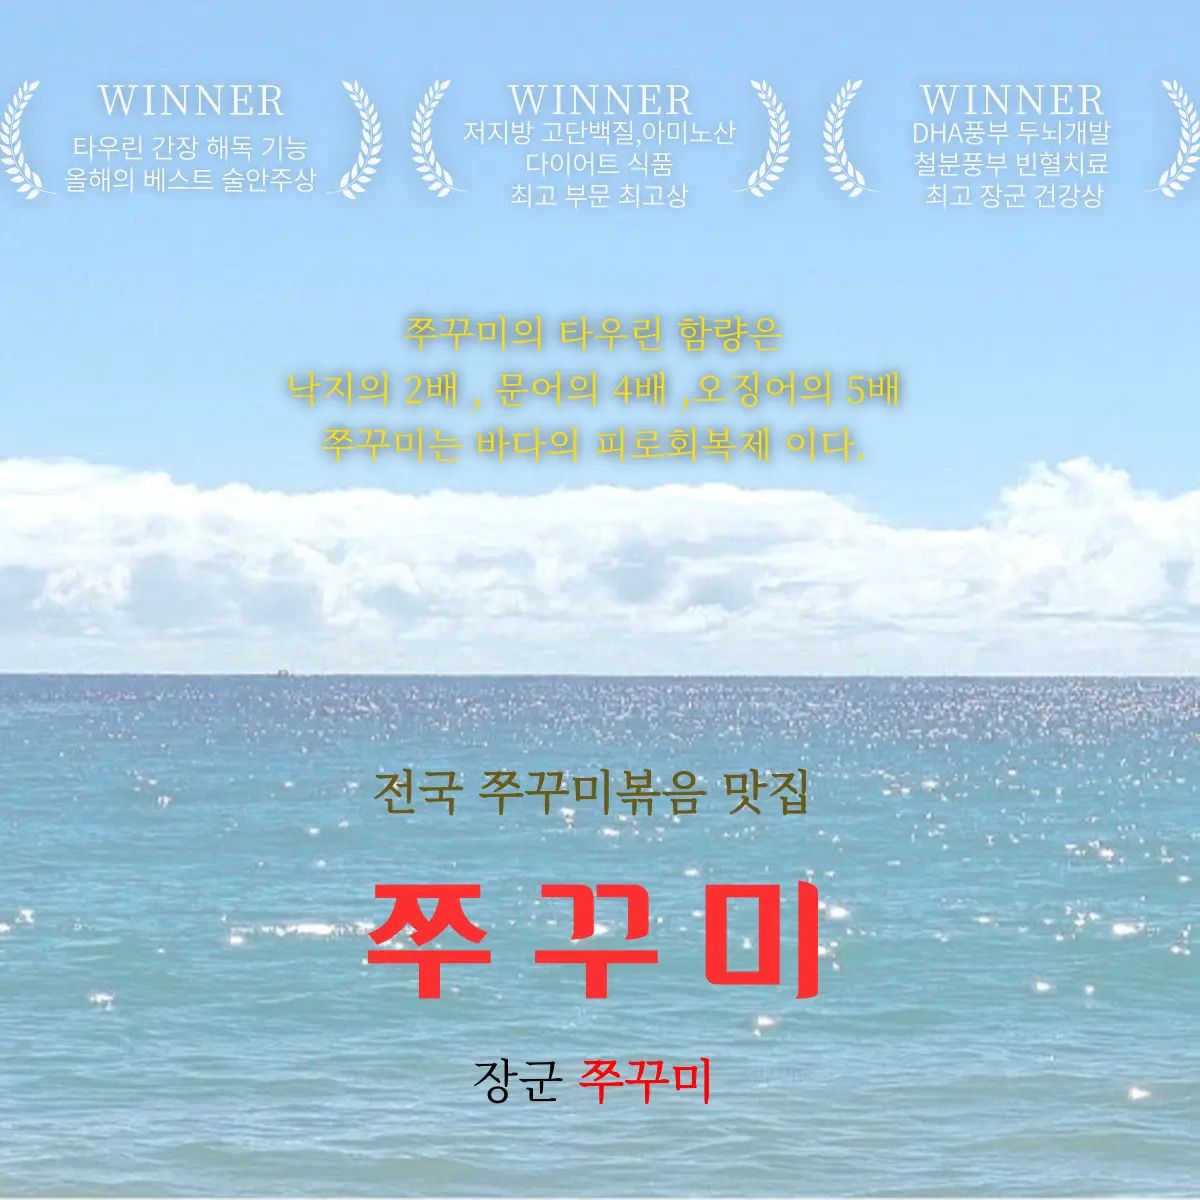 WINNER
타우린 간장 해독 기능
올해의 베스트 술안주상
WINNER
저지방 고단백질,아미노산
다이어트 식품
최고 부문 최고상
WINNER
DHA풍부 두뇌개발
철분풍부 빈혈치료
최고 장군 건강상
쭈꾸미의 타우린 함량은
낙지의 2배 , 문어의 4배 ,오징어의 5배
쭈꾸미는 바다의 피로회복제 이다.
전국 쭈꾸미볶음 맛집
쭈꾸미
장군 쭈꾸미